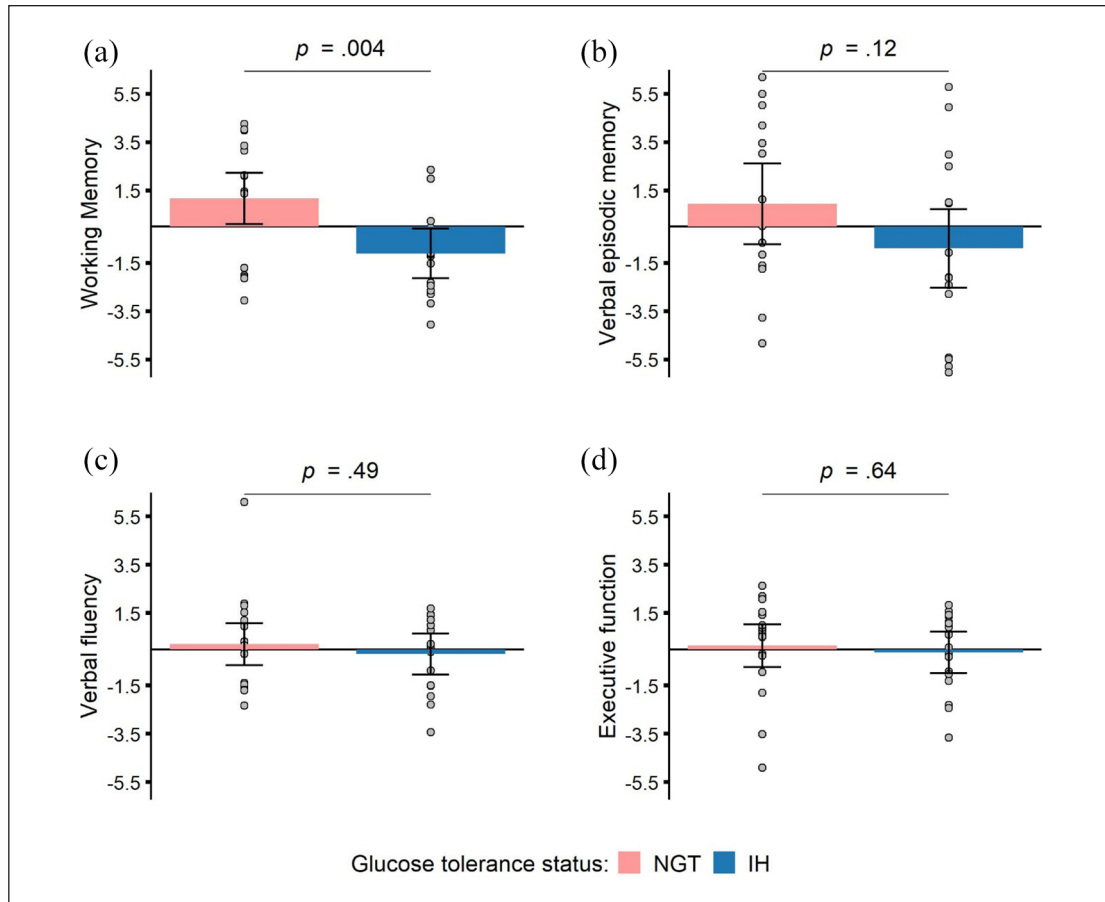 (a)
p = .004
Working Memory
5.5
3.5
1.5
-1.5
-3.5
-5.5
(b)
p = .12
Verbal episodic memory
5.5
3.5
1.5
-1.5
-3.5
-5.5
(c)
p = .49
Verbal fluency
5.5
3.5
1.5
-1.5
-3.5
-5.5
(d)
p = .64
Executive function
5.5
3.5
1.5
-1.5
-3.5
-5.5
Glucose tolerance status: NGT IH